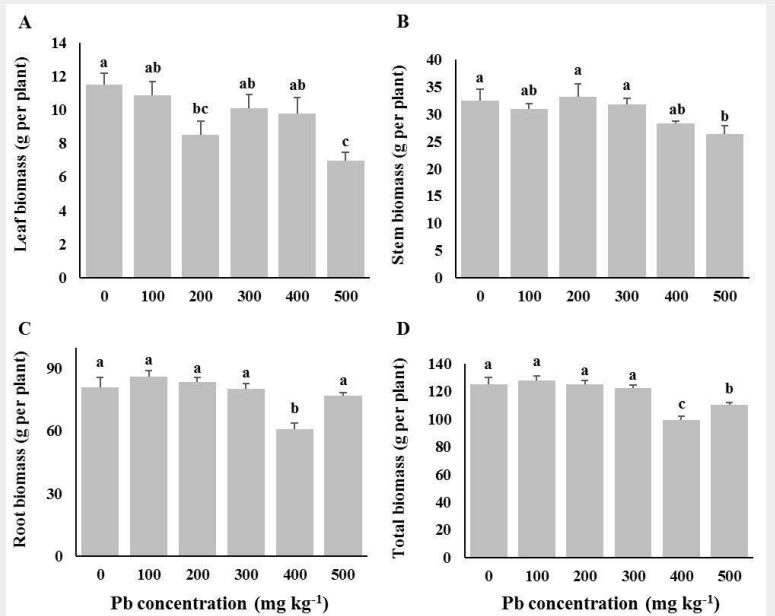 A
Leaf biomass (g per plant)
14
12
10
8
6
4
2
0
a
ab
bc
ab
ab
c
0 100 200 300 400 500
B
Stem biomass (g per plant)
40
35
30
25
20
15
10
5
0
a
ab
a
a
ab
b
0 100 200 300 400 500
C
Root biomass (g per plant)
90
60
30
0
a
a
a
a
b
a
0 100 200 300 400 500
Pb concentration (mg kg⁻¹)
D
Total biomass (g per plant)
140
120
100
80
60
40
20
0
a
a
a
a
c
b
0 100 200 300 400 500
Pb concentration (mg kg⁻¹)